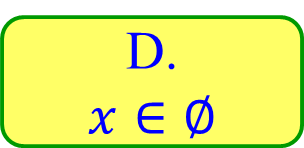 D.
x ∈ ∅